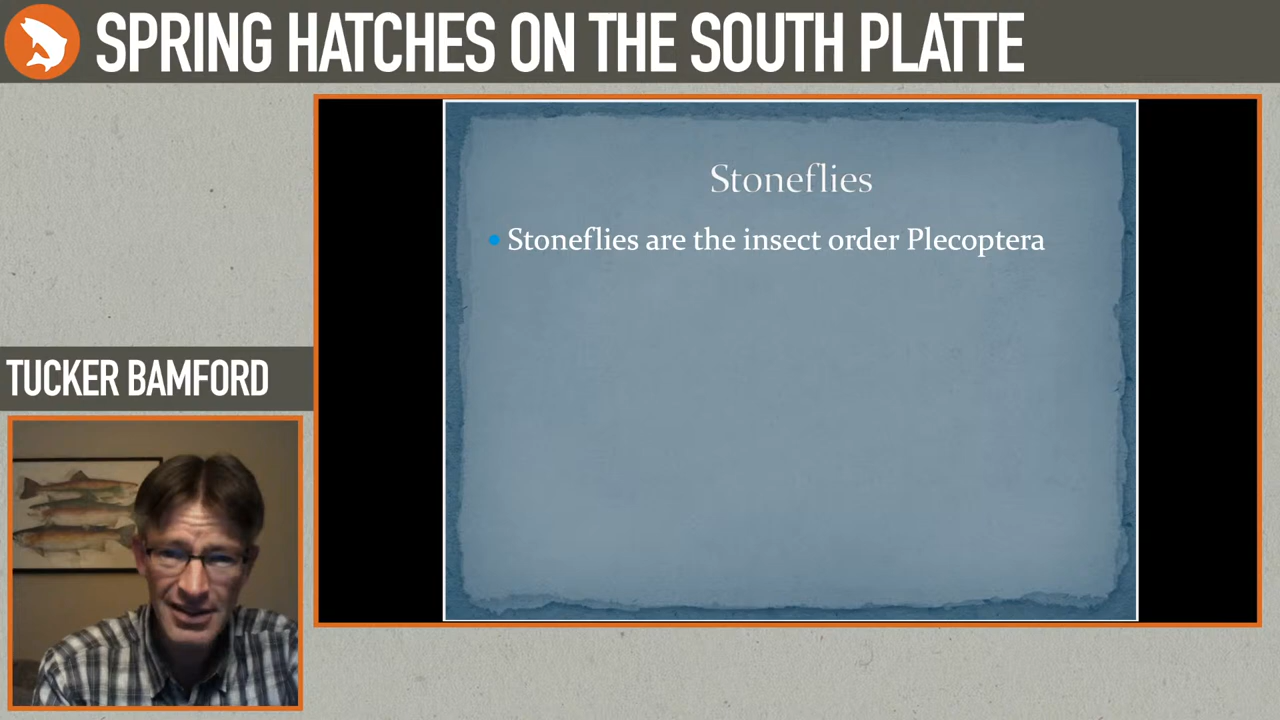 SPRING HATCHES ON THE SOUTH PLATTE
Stoneflies
• Stoneflies are the insect order Plecoptera
TUCKER BAMFORD